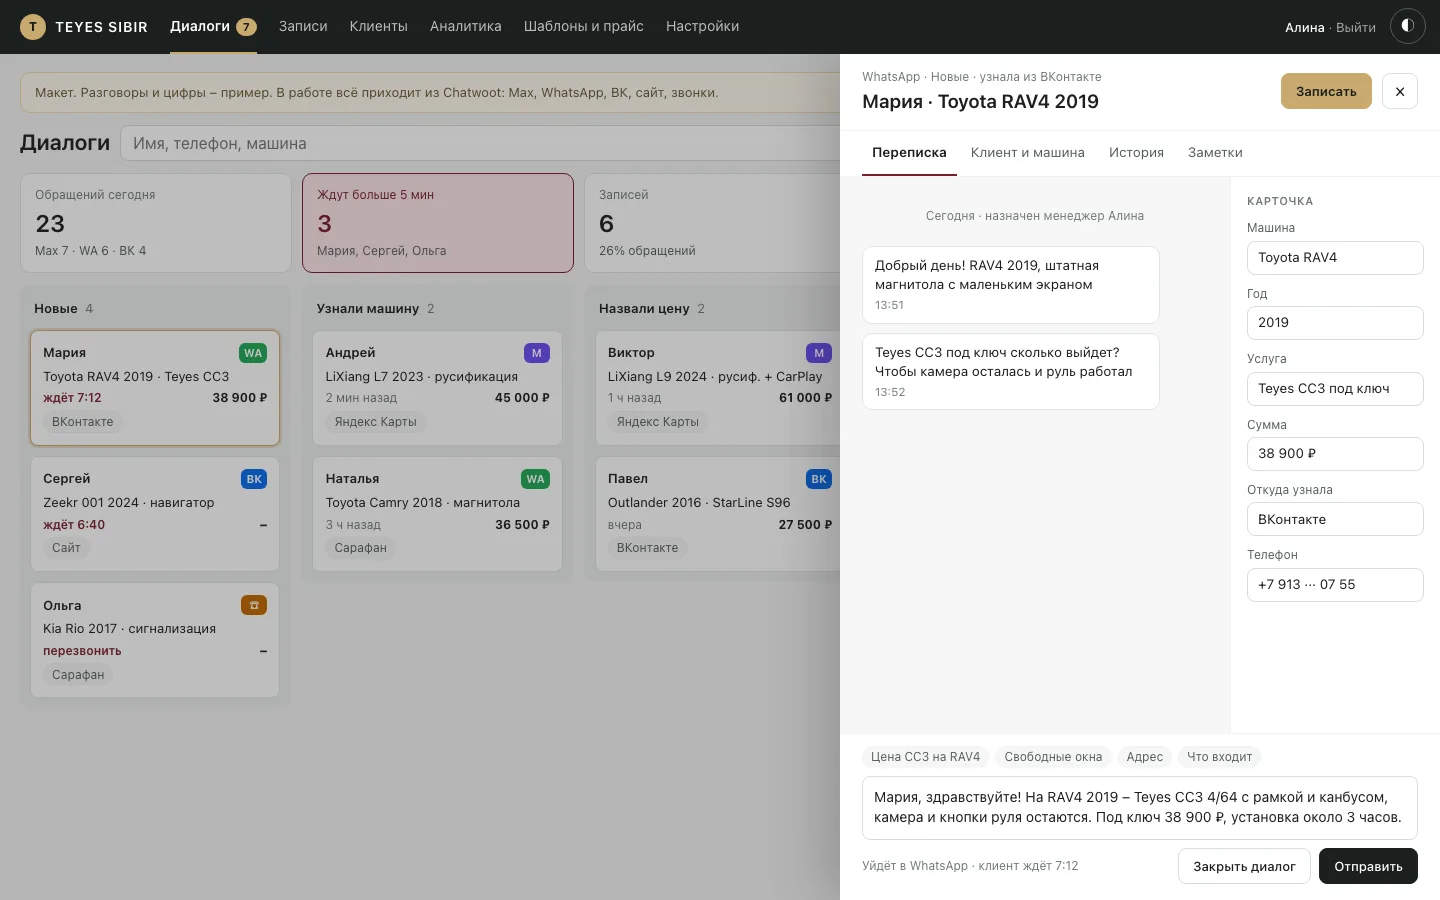 T TEYES SIBIR Диалоги 7 Записи Клиенты Аналитика Шаблоны и прайс Настройки Алина · Выйти
Макет. Разговоры и цифры – пример. В работе всё приходит из Chatwoot: Max, WhatsApp, ВК, сайт, звонки.
Диалоги
Имя, телефон, машина
Обращений сегодня
23
Max 7 · WA 6 · ВК 4
Ждут больше 5 мин
3
Мария, Сергей, Ольга
Записей
6
26% обращений
Новые 4
Мария WA
Toyota RAV4 2019 · Teyes CC3
ждёт 7:12 38 900 ₽
ВКонтакте
Сергей ВК
Zeekr 001 2024 · навигатор
ждёт 6:40 –
Сайт
Ольга ☎
Kia Rio 2017 · сигнализация
перезвонить –
Сарафан
Узнали машину 2
Андрей M
LiXiang L7 2023 · русификация
2 мин назад 45 000 ₽
Яндекс Карты
Наталья WA
Toyota Camry 2018 · магнитола
3 ч назад 36 500 ₽
Сарафан
Назвали цену 2
Виктор M
LiXiang L9 2024 · русиф. + CarPlay
1 ч назад 61 000 ₽
Яндекс Карты
Павел ВК
Outlander 2016 · StarLine S96
вчера 27 500 ₽
ВКонтакте
WhatsApp · Новые · узнала из ВКонтакте
Мария · Toyota RAV4 2019
Записать ×
Переписка Клиент и машина История Заметки
Сегодня · назначен менеджер Алина
Добрый день! RAV4 2019, штатная
магнитола с маленьким экраном
13:51
Teyes CC3 под ключ сколько выйдет?
Чтобы камера осталась и руль работал
13:52
КАРТОЧКА
Машина
Toyota RAV4
Год
2019
Услуга
Teyes CC3 под ключ
Сумма
38 900 ₽
Откуда узнала
ВКонтакте
Телефон
+7 913 ··· 07 55
Цена CC3 на RAV4 Свободные окна Адрес Что входит
Мария, здравствуйте! На RAV4 2019 – Teyes CC3 4/64 с рамкой и канбусом,
камера и кнопки руля остаются. Под ключ 38 900 ₽, установка около 3 часов.
Уйдёт в WhatsApp · клиент ждёт 7:12
Закрыть диалог Отправить